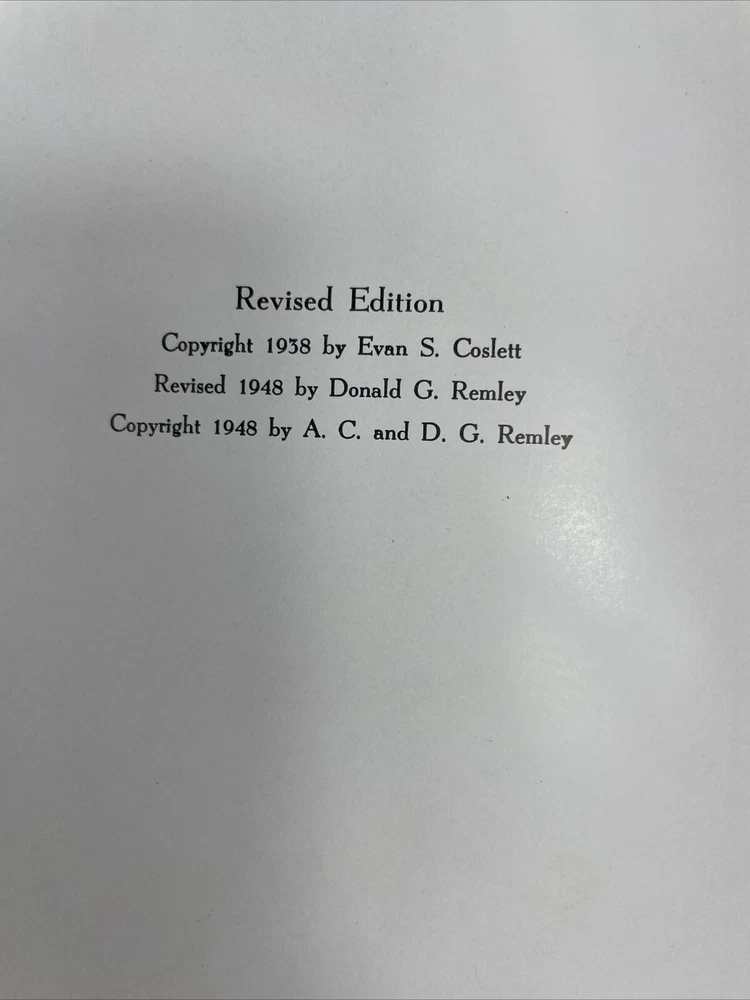 Revised Edition
Copyright 1938 by Evan S. Coslett
Revised 1948 by Donald G. Remley
Copyright 1948 by A. C. and D. G. Remley